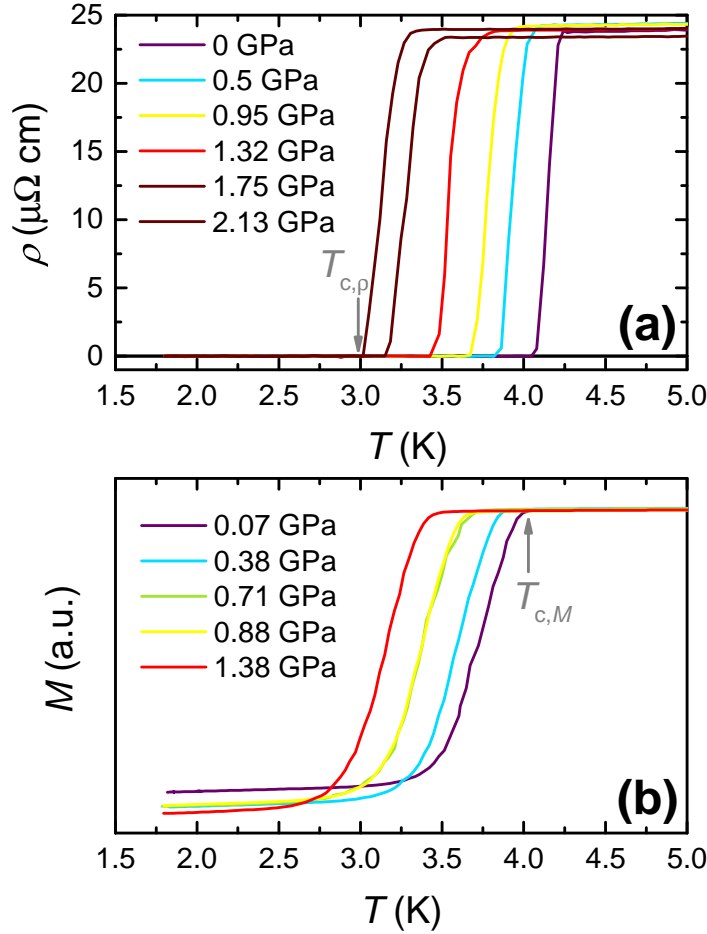 25
20
15
10
5
0
ρ (μΩ cm)
0 GPa
0.5 GPa
0.95 GPa
1.32 GPa
1.75 GPa
2.13 GPa
Tc,ρ
(a)
1.5 2.0 2.5 3.0 3.5 4.0 4.5 5.0
T (K)
M (a.u.)
0.07 GPa
0.38 GPa
0.71 GPa
0.88 GPa
1.38 GPa
Tc,M
(b)
1.5 2.0 2.5 3.0 3.5 4.0 4.5 5.0
T (K)